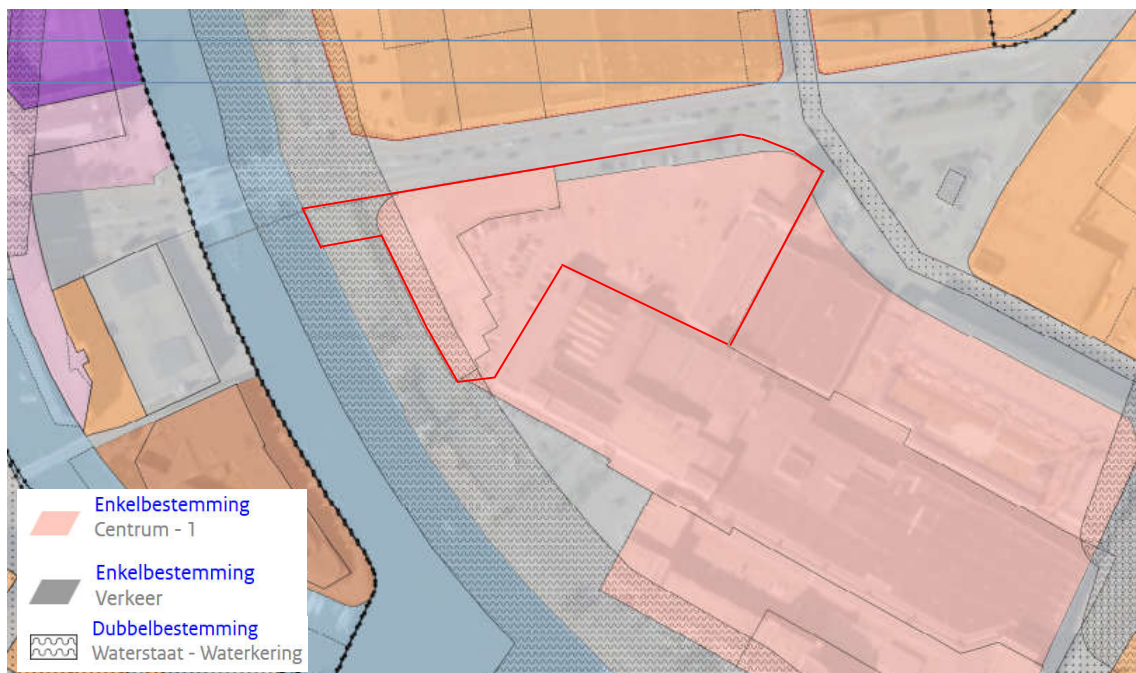 Enkelbestemming
Centrum - 1
Enkelbestemming
Verkeer
Dubbelbestemming
Waterstaat - Waterkering